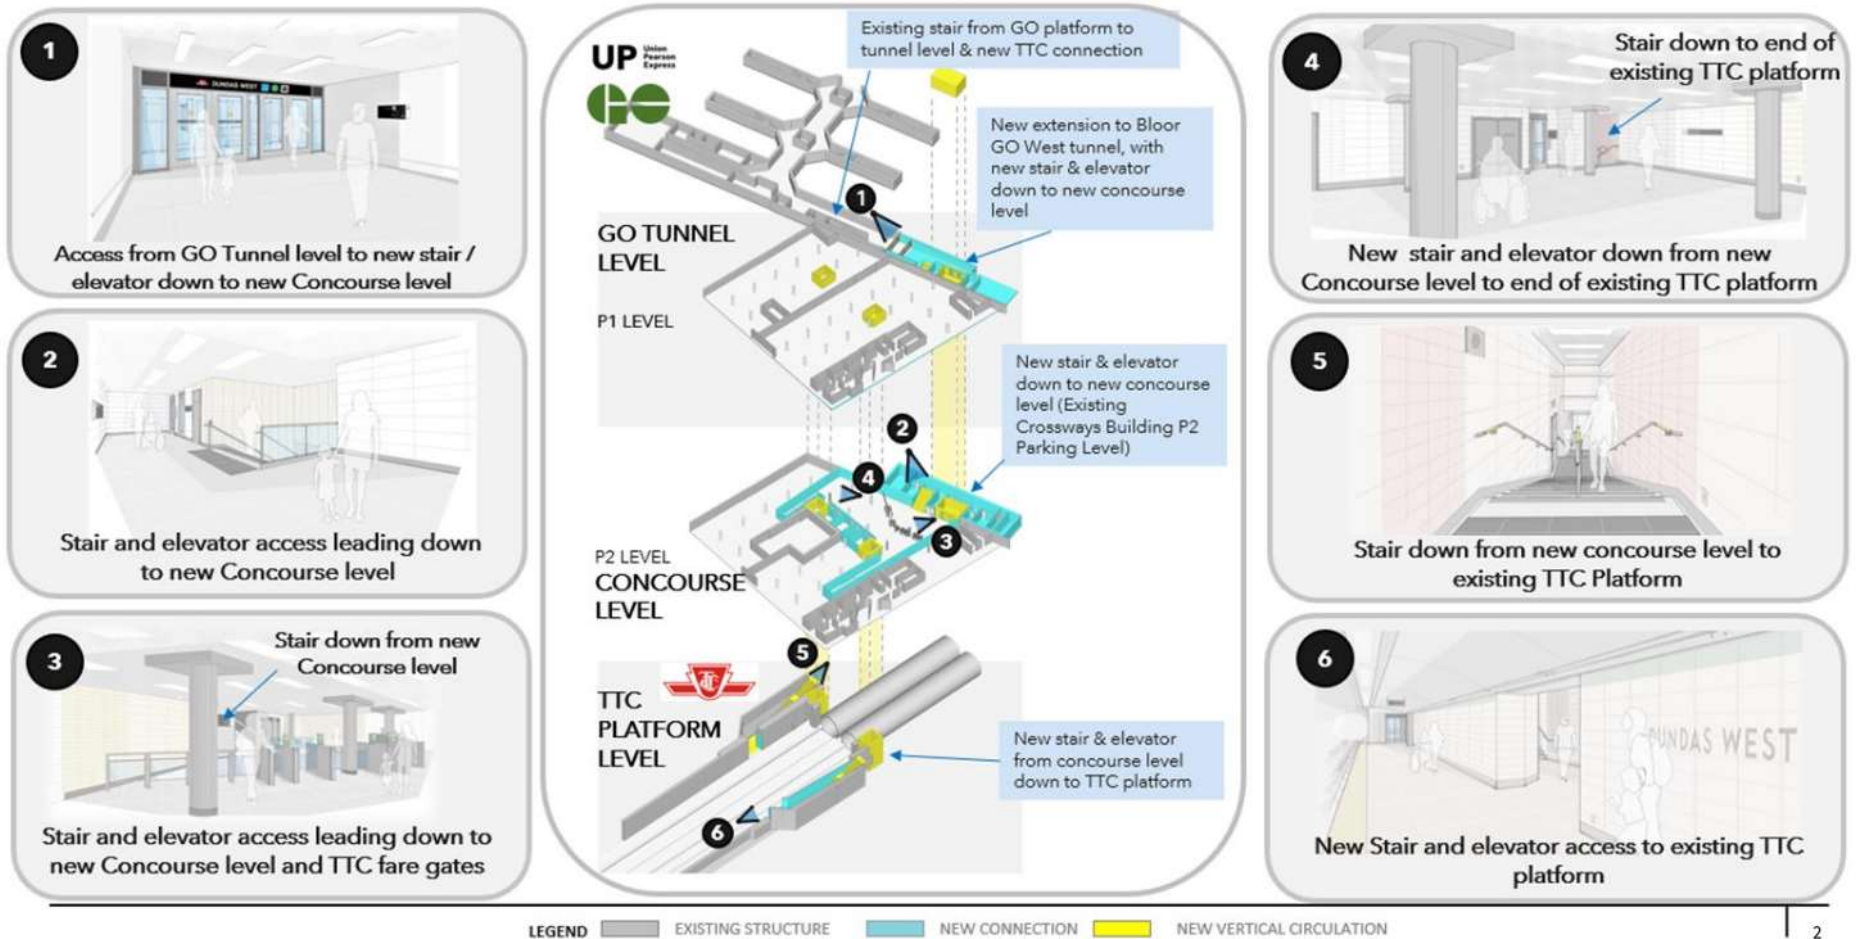 1
DUNDAS WEST
Access from GO Tunnel level to new stair /
elevator down to new Concourse level
2
Stair and elevator access leading down
to new Concourse level
3
Stair down from new
Concourse level
Stair and elevator access leading down to
new Concourse level and TTC fare gates
UP Union
Pearson
Express
GO
Existing stair from GO platform to
tunnel level & new TTC connection
New extension to Bloor
GO West tunnel, with
new stair & elevator
down to new concourse
level
1
GO TUNNEL
LEVEL
P1 LEVEL
New stair & elevator
down to new concourse
level (Existing
Crossways Building P2
Parking Level)
2
4
3
P2 LEVEL
CONCOURSE
LEVEL
5
TTC
TTC
PLATFORM
LEVEL
New stair & elevator
from concourse level
down to TTC platform
6
4
Stair down to end of
existing TTC platform
New stair and elevator down from new
Concourse level to end of existing TTC platform
5
Stair down from new concourse level to
existing TTC Platform
6
DUNDAS WEST
New Stair and elevator access to existing TTC
platform
LEGEND EXISTING STRUCTURE NEW CONNECTION NEW VERTICAL CIRCULATION
2